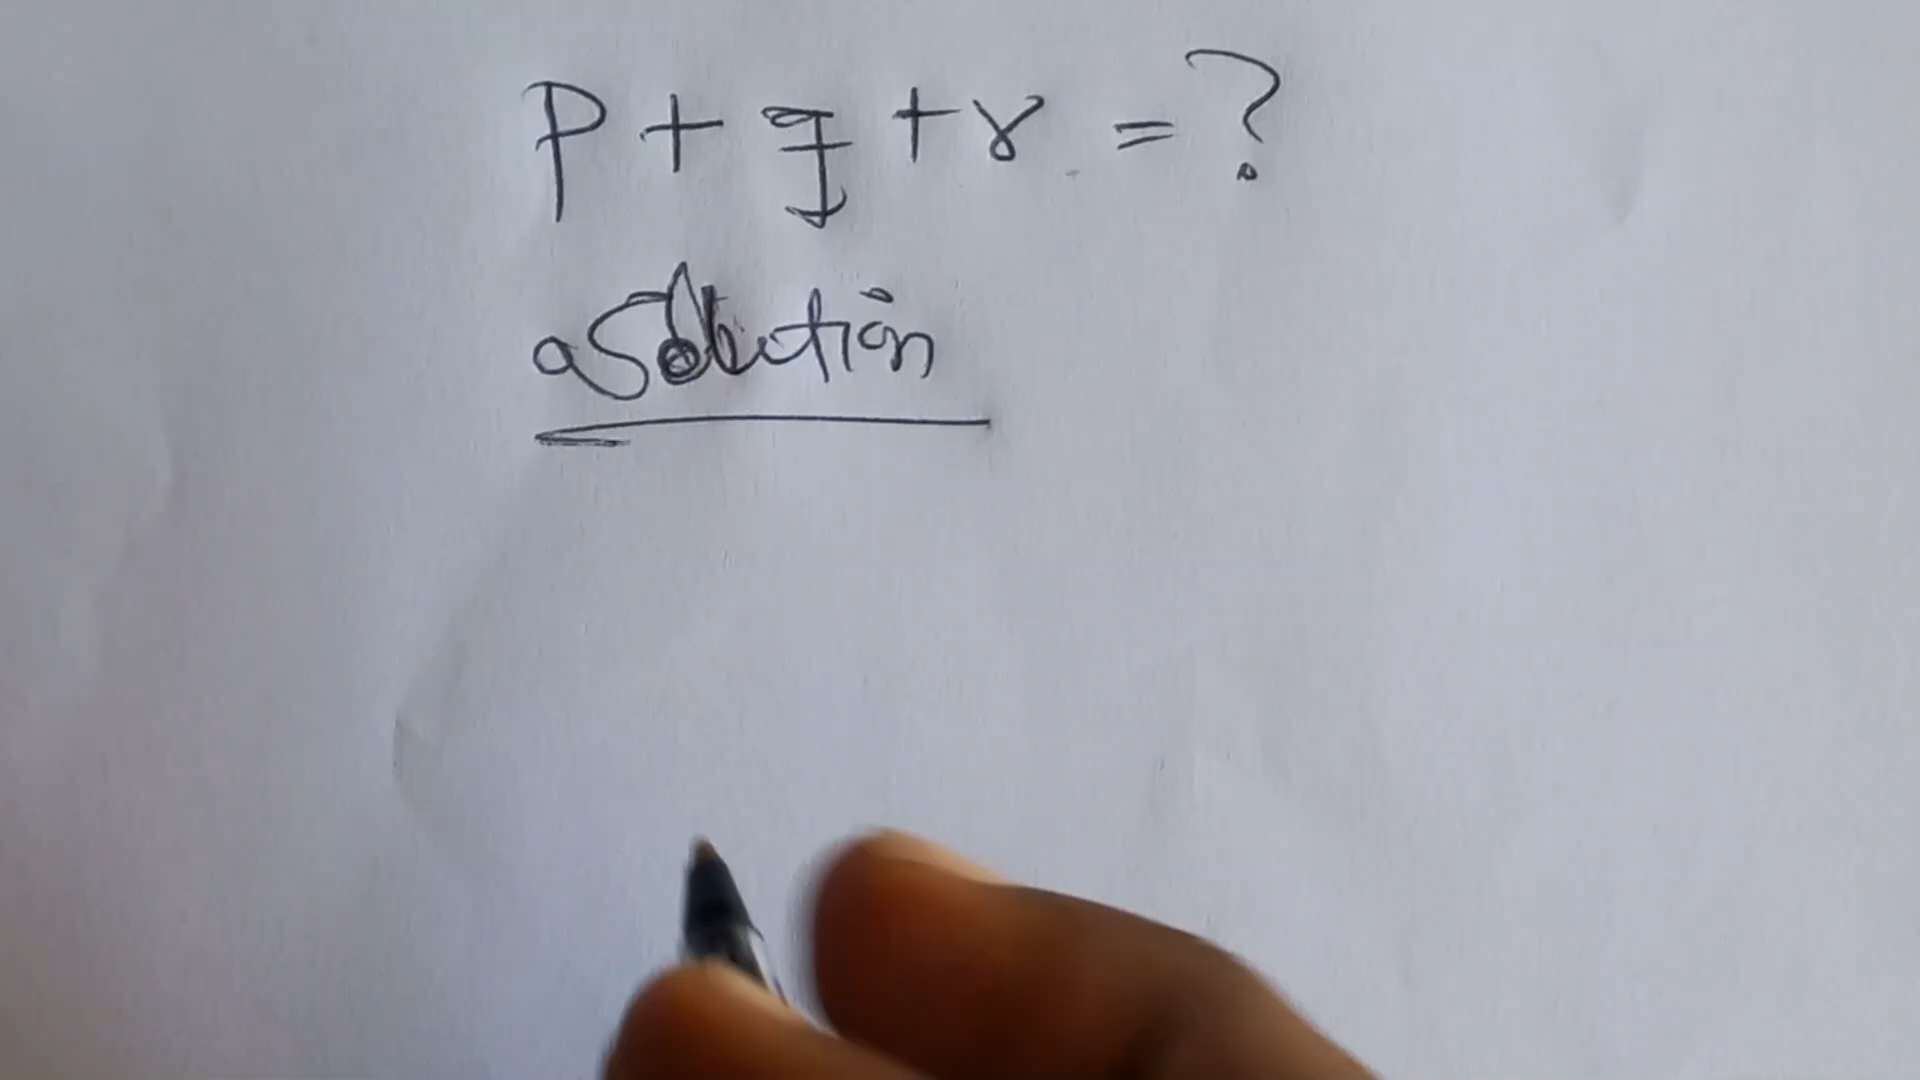 p + q + r = ?
Solution